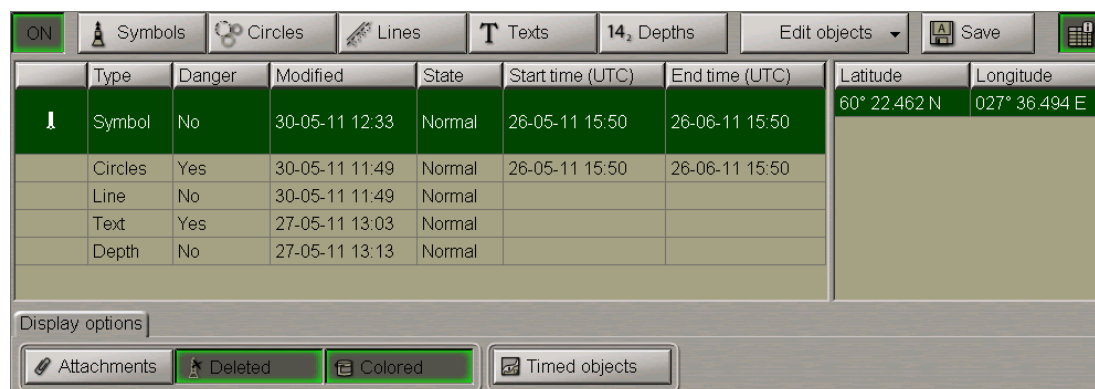 ON Symbols Circles Lines T Texts 14₂ Depths Edit objects Save
Type Danger Modified State Start time (UTC) End time (UTC) Latitude Longitude
60° 22.462 N 027° 36.494 E
Symbol No 30-05-11 12:33 Normal 26-05-11 15:50 26-06-11 15:50
Circles Yes 30-05-11 11:49 Normal 26-05-11 15:50 26-06-11 15:50
Line No 30-05-11 11:49 Normal
Text Yes 27-05-11 13:03 Normal
Depth No 27-05-11 13:13 Normal
Display options
Attachments Deleted Colored Timed objects